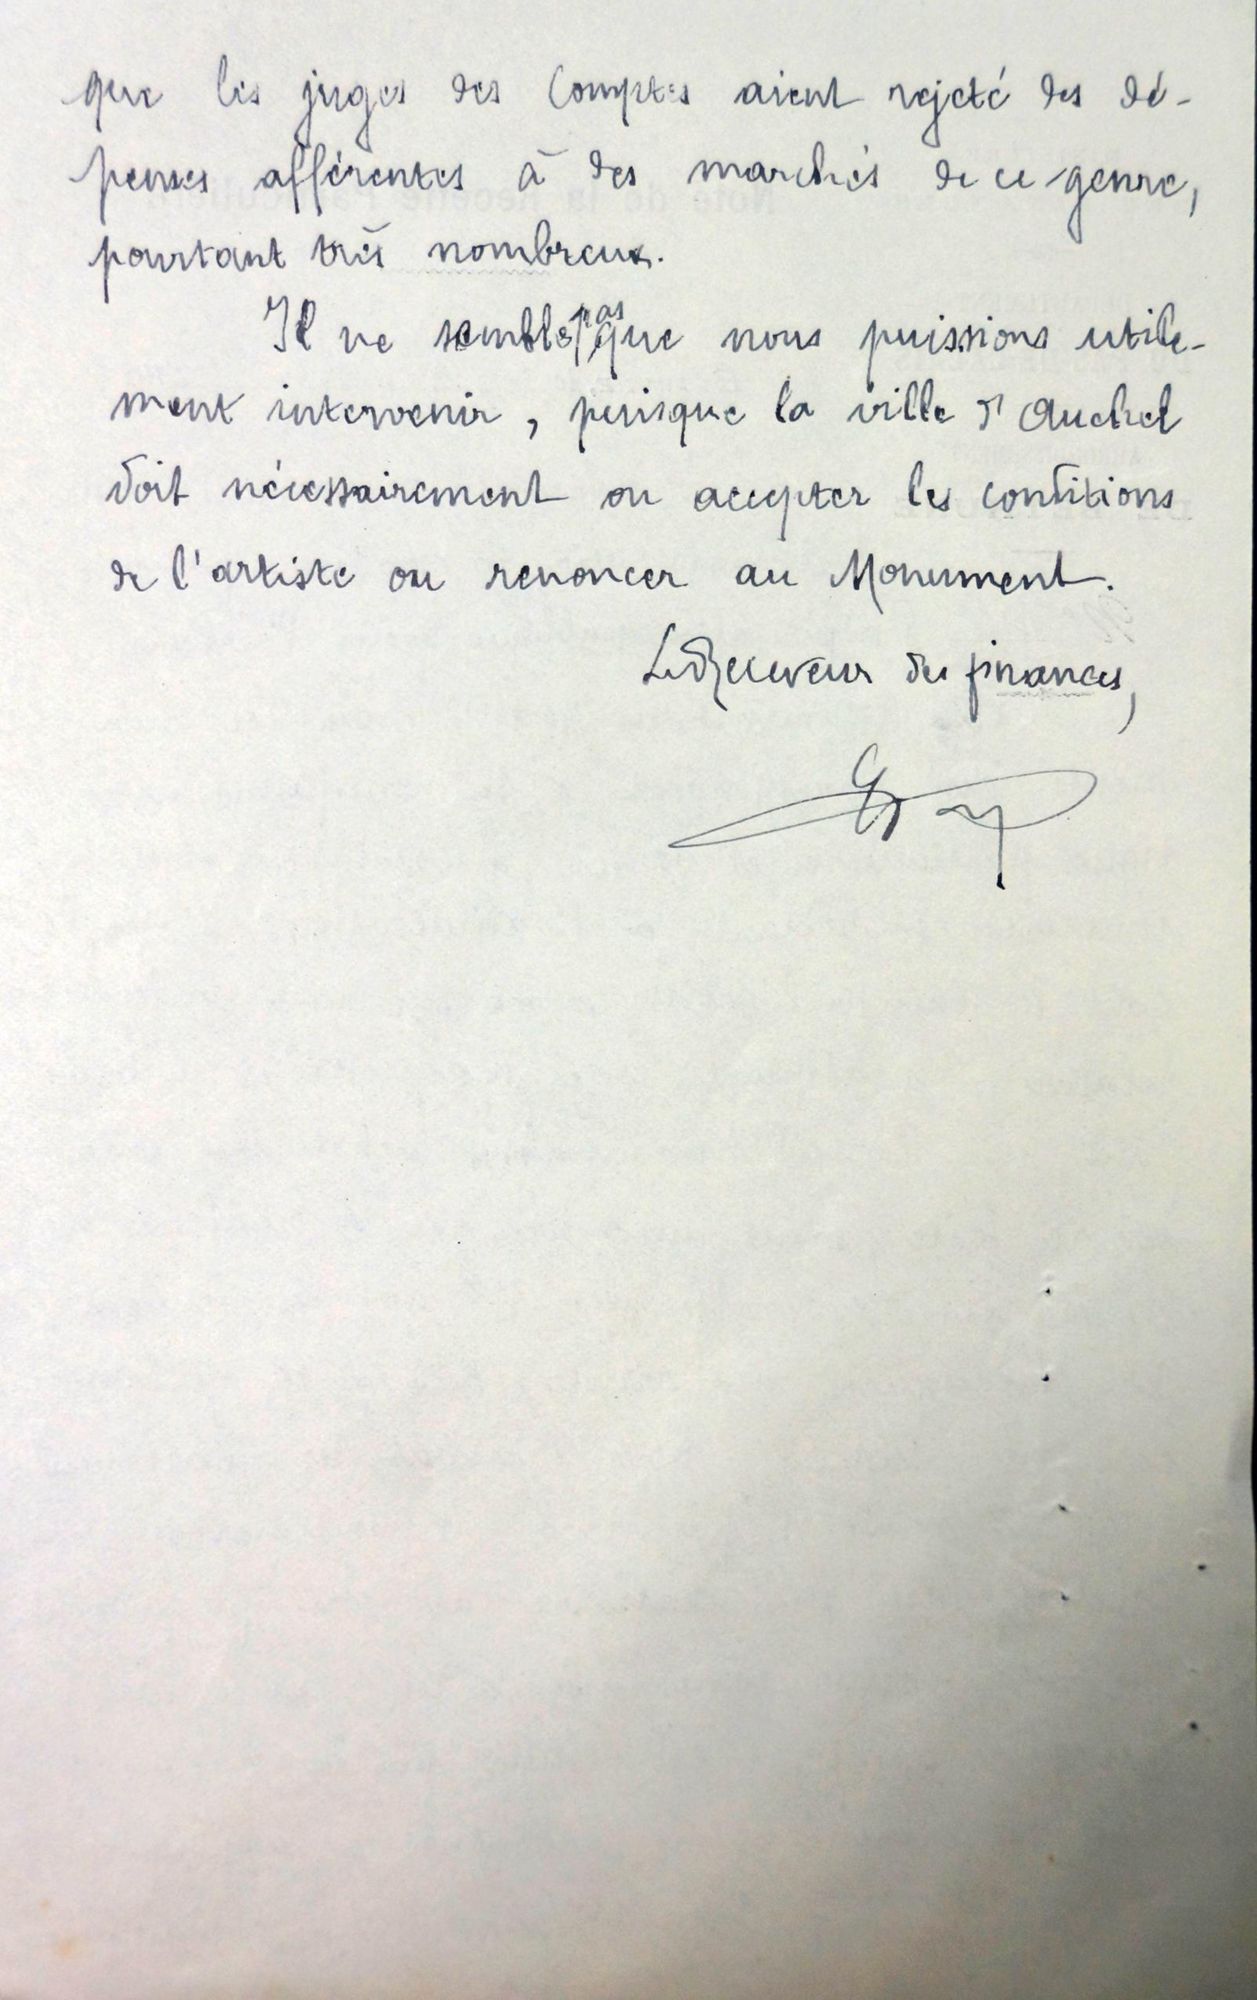 que les juges des Comptes aient rejeté des dé-
penses afférentes à des marchés de ce genre,
pourtant très nombreux.
Il ne semble pas que nous puissions utile-
ment intervenir, puisque la ville d'Auchel
doit nécessairement ou accepter les conditions
de l'artiste ou renoncer au Monument.
Le Receveur des finances,